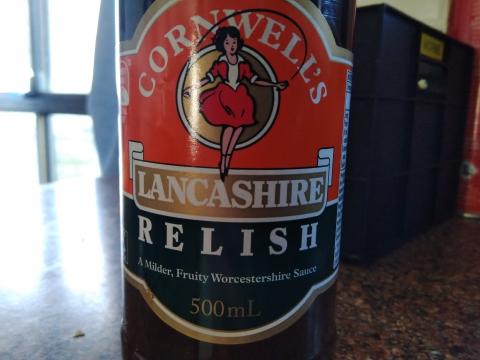 CORNWELL'S
LANCASHIRE
RELISH
A Milder, Fruity Worcestershire Sauce
500mL